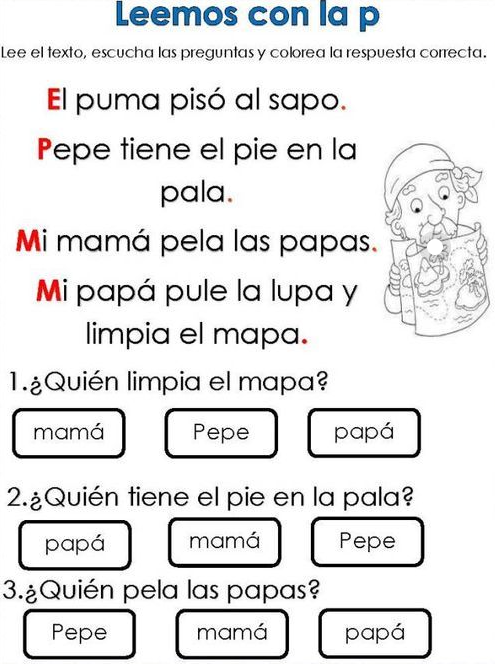 Leemos con la p
Lee el texto, escucha las preguntas y colorea la respuesta correcta.
El puma pisó al sapo.
Pepe tiene el pie en la
pala.
Mi mamá pela las papas.
Mi papá pule la lupa y
limpia el mapa.
1.¿Quién limpia el mapa?
mamá Pepe papá
2.¿Quién tiene el pie en la pala?
papá mamá Pepe
3.¿Quién pela las papas?
Pepe mamá papá